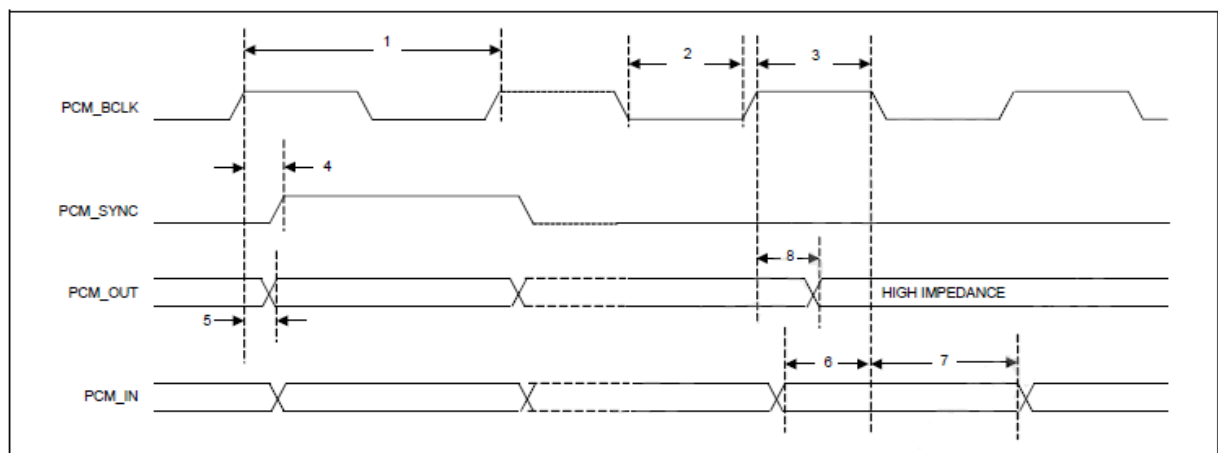 1
2
3
PCM_BCLK
4
PCM_SYNC
8
PCM_OUT
HIGH IMPEDANCE
5
6
7
PCM_IN